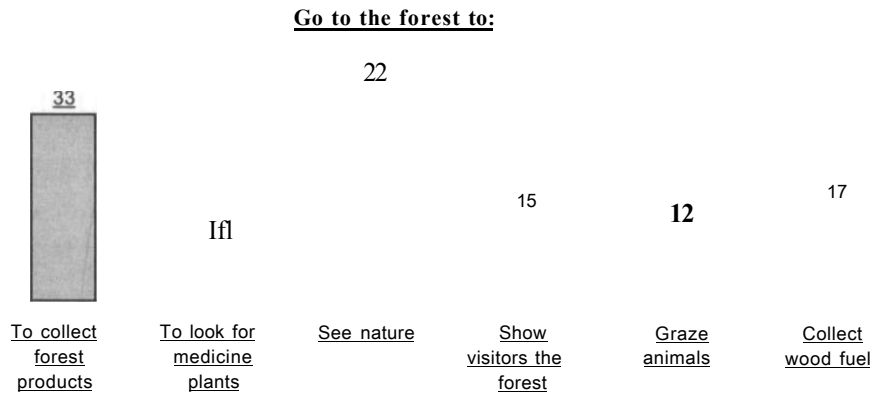 Go to the forest to:
22
33
15
17
12
Ifl
To collect
forest
products
To look for
medicine
plants
See nature
Show
visitors the
forest
Graze
animals
Collect
wood fuel